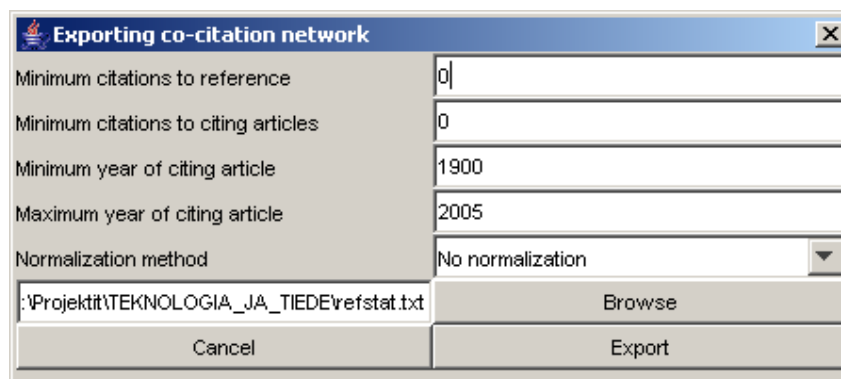 Exporting co-citation network
Minimum citations to reference 0
Minimum citations to citing articles 0
Minimum year of citing article 1900
Maximum year of citing article 2005
Normalization method No normalization
:\Projektit\TEKNOLOGIA_JA_TIEDE\refstat.txt Browse
Cancel Export